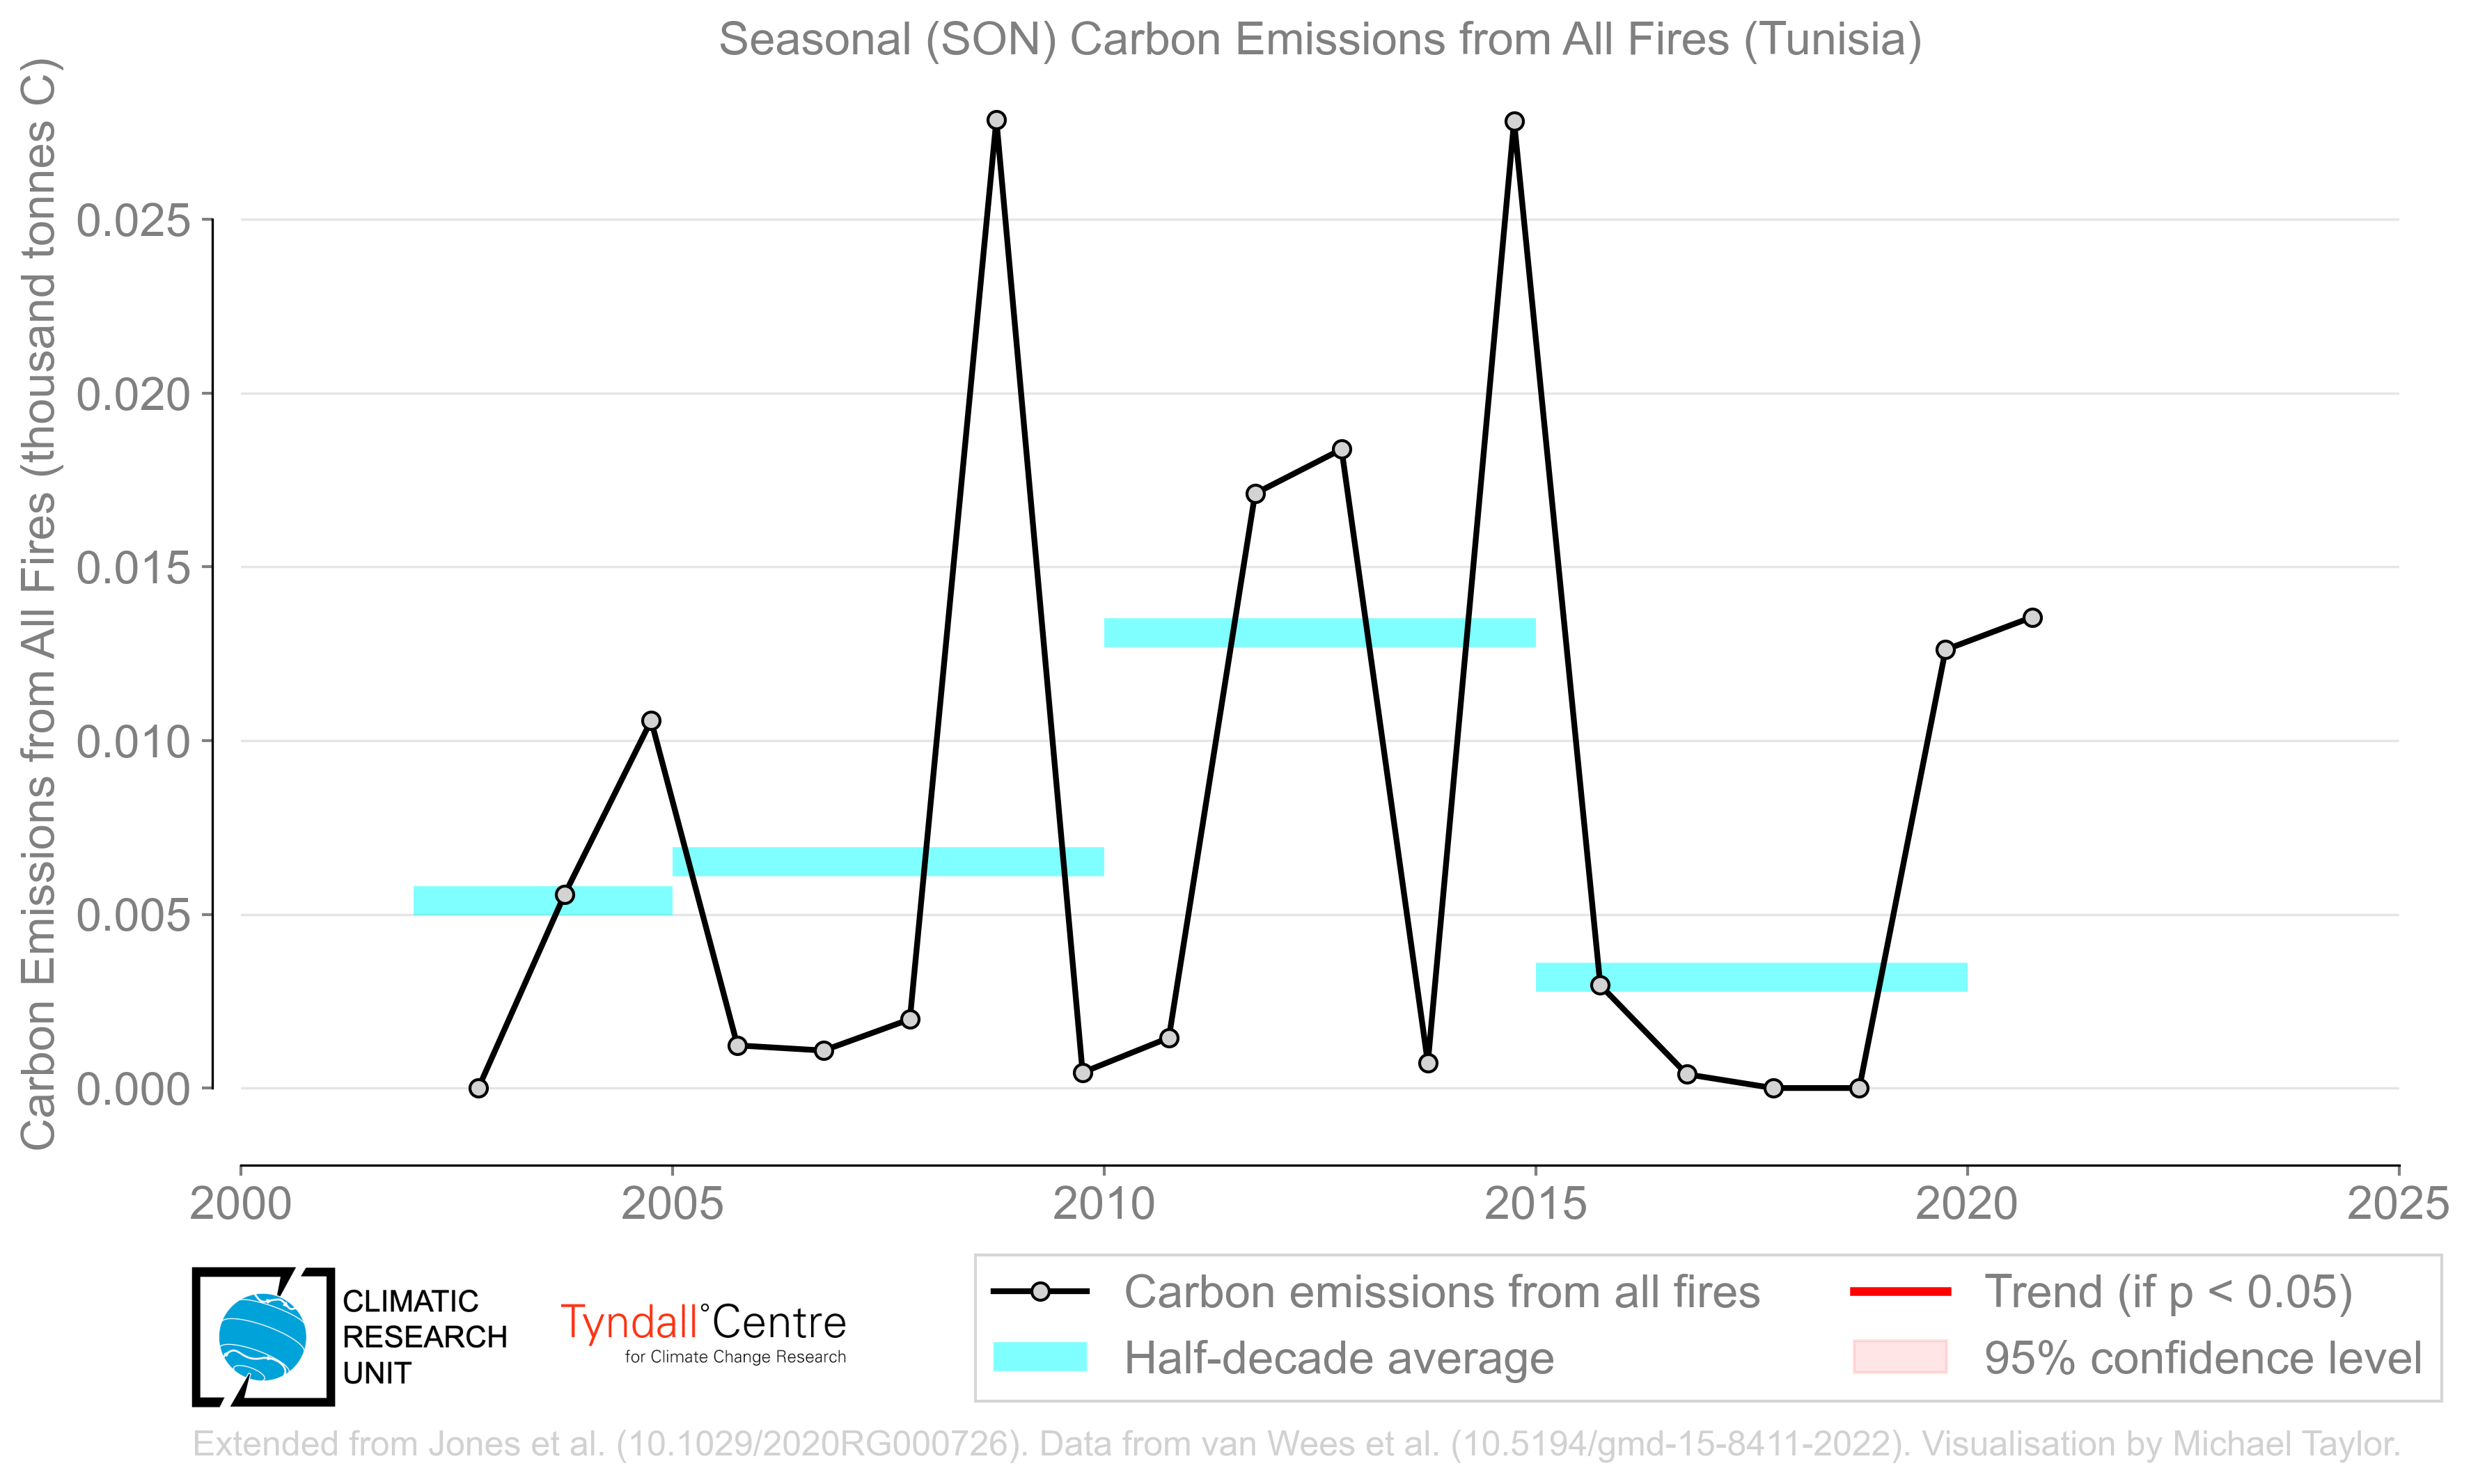 Seasonal (SON) Carbon Emissions from All Fires (Tunisia)
Carbon Emissions from All Fires (thousand tonnes C)
0.025
0.020
0.015
0.010
0.005
0.000
2000 2005 2010 2015 2020 2025
CLIMATIC
RESEARCH
UNIT
Tyndall°Centre
for Climate Change Research
Carbon emissions from all fires
Half-decade average
Trend (if p < 0.05)
95% confidence level
Extended from Jones et al. (10.1029/2020RG000726). Data from van Wees et al. (10.5194/gmd-15-8411-2022). Visualisation by Michael Taylor.